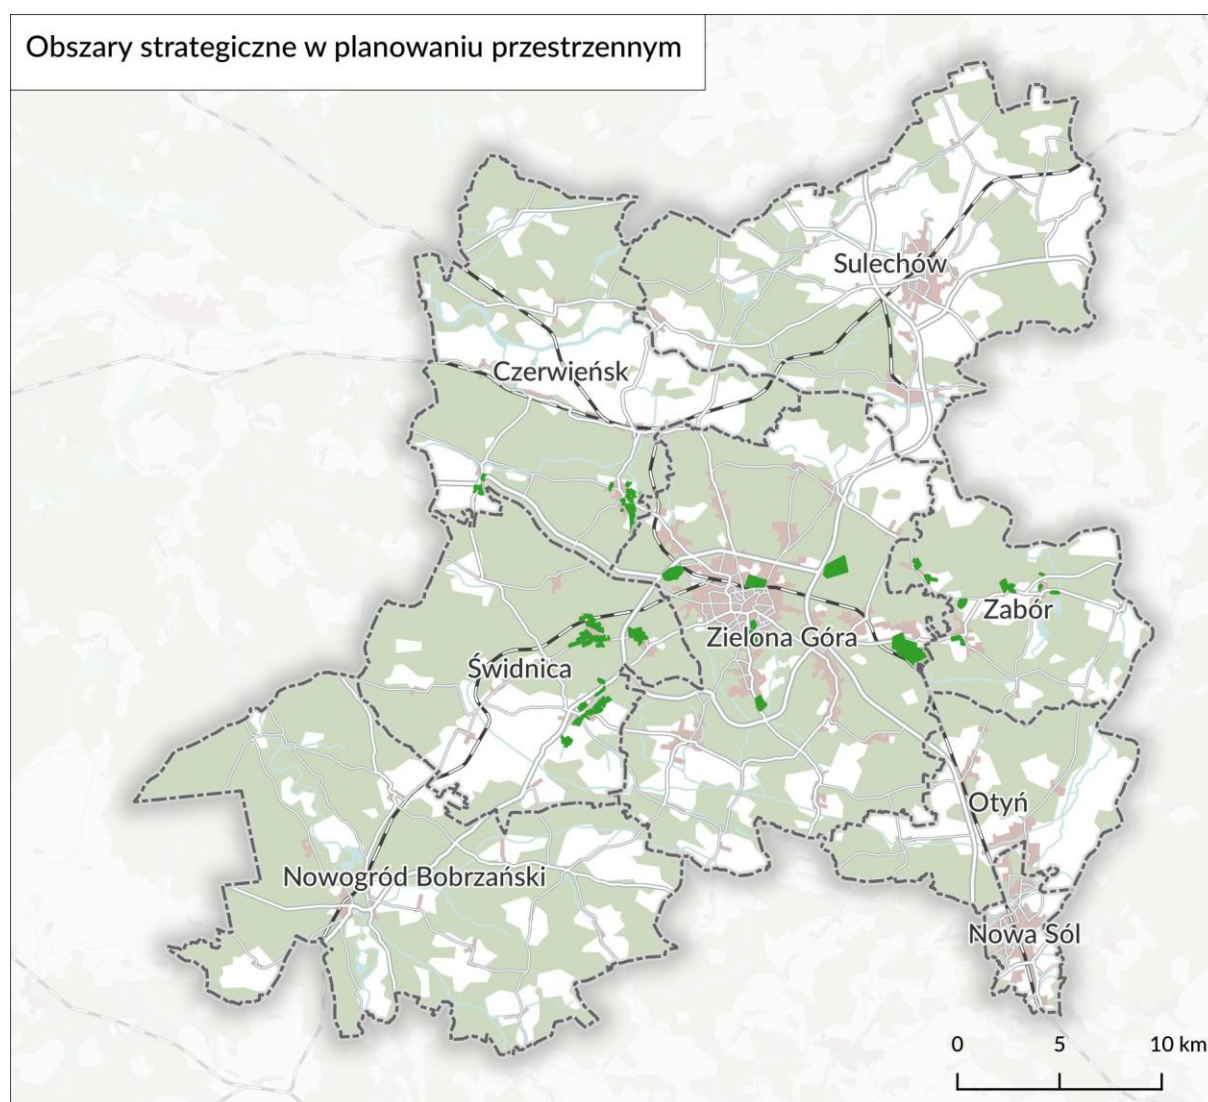 Obszary strategiczne w planowaniu przestrzennym
Sulechów
Czerwieńsk
Zabór
Zielona Góra
Świdnica
Otyń
Nowogród Bobrzański
Nowa Sól
0 5 10 km